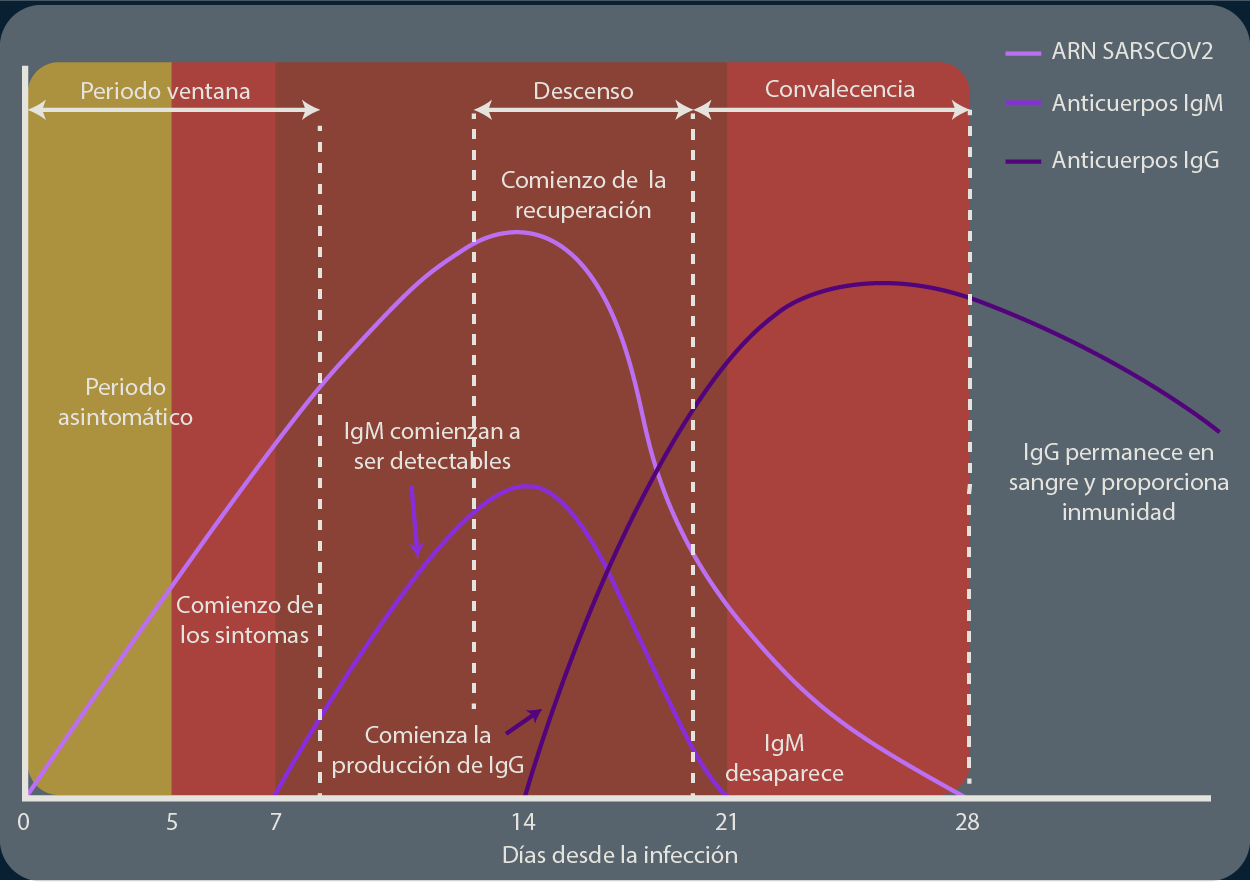 ARN SARSCOV2
Anticuerpos IgM
Anticuerpos IgG
Periodo ventana
Descenso
Convalecencia
Comienzo de la
recuperación
Periodo
asintomático
IgM comienzan a
ser detectables
IgG permanece en
sangre y proporciona
inmunidad
Comienzo de
los sintomas
Comienza la
producción de IgG
IgM
desaparece
0 5 7 14 21 28
Días desde la infección